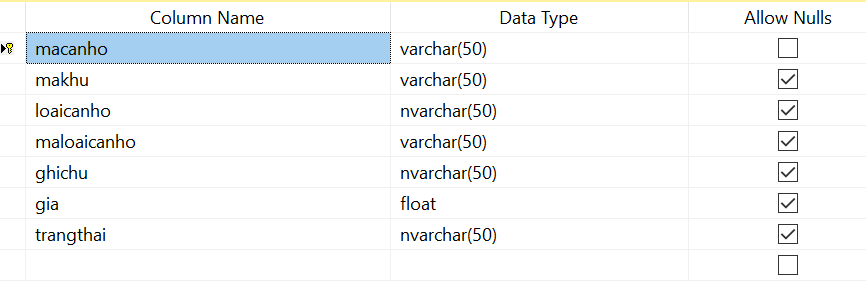 Column Name Data Type Allow Nulls
macanho varchar(50)
makhu varchar(50)
loaicanho nvarchar(50)
maloaicanho varchar(50)
ghichu nvarchar(50)
gia float
trangthai nvarchar(50)